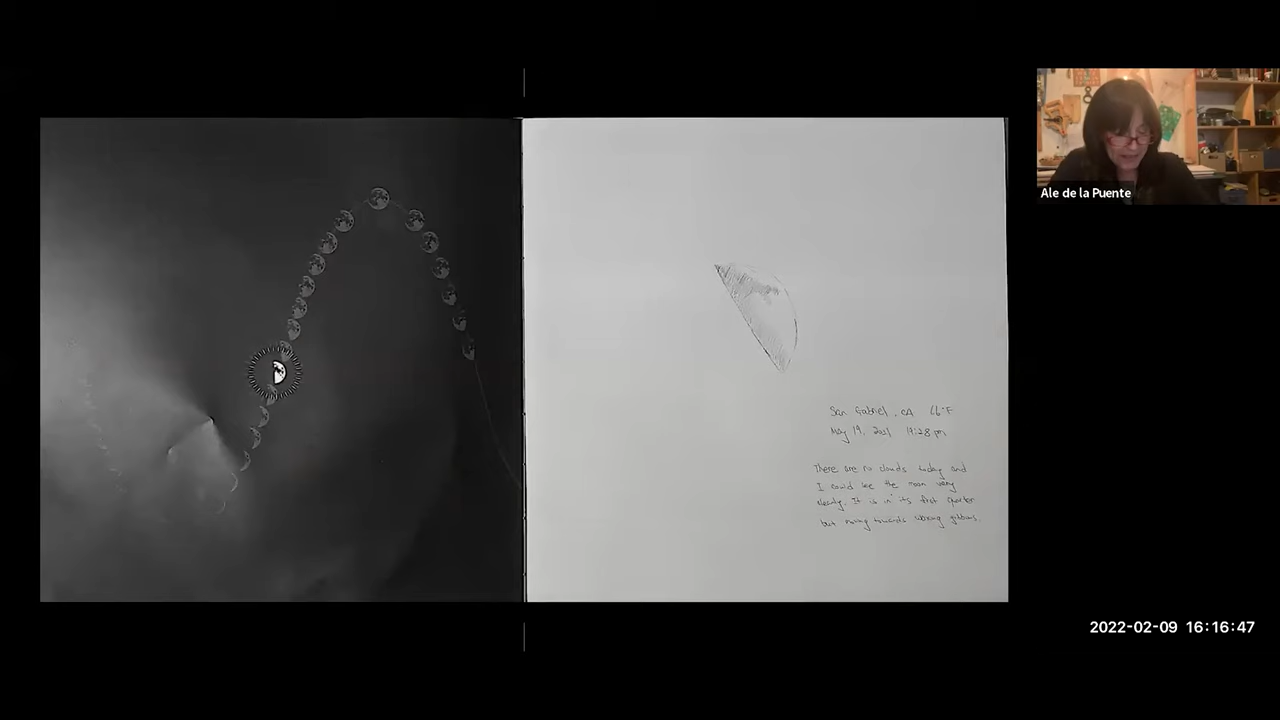 Ale de la Puente
San Gabriel, CA 66°F
May 19, 2021 19:28 pm
There are no clouds today and
I could see the moon very
clearly. It is in its first quarter
but moving towards waxing gibbous.
2022-02-09 16:16:47